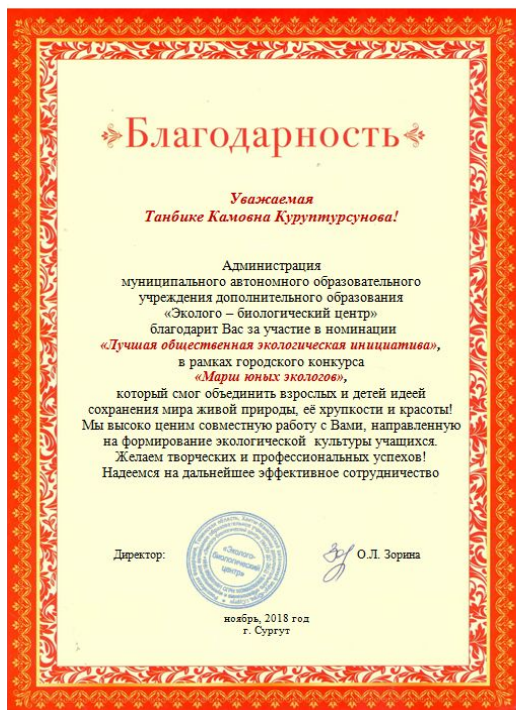 Благодарность
Уважаемая
Танбике Камовна Куруптурсунова!
Администрация
муниципального автономного образовательного
учреждения дополнительного образования
«Эколого – биологический центр»
благодарит Вас за участие в номинации
«Лучшая общественная экологическая инициатива»,
в рамках городского конкурса
«Марш юных экологов»,
который смог объединить взрослых и детей идеей
сохранения мира живой природы, её хрупкости и красоты!
Мы высоко ценим совместную работу с Вами, направленную
на формирование экологической культуры учащихся.
Желаем творческих и профессиональных успехов!
Надеемся на дальнейшее эффективное сотрудничество
Директор:
«Эколого-
биологический
центр»
О.Л. Зорина
ноябрь, 2018 год
г. Сургут